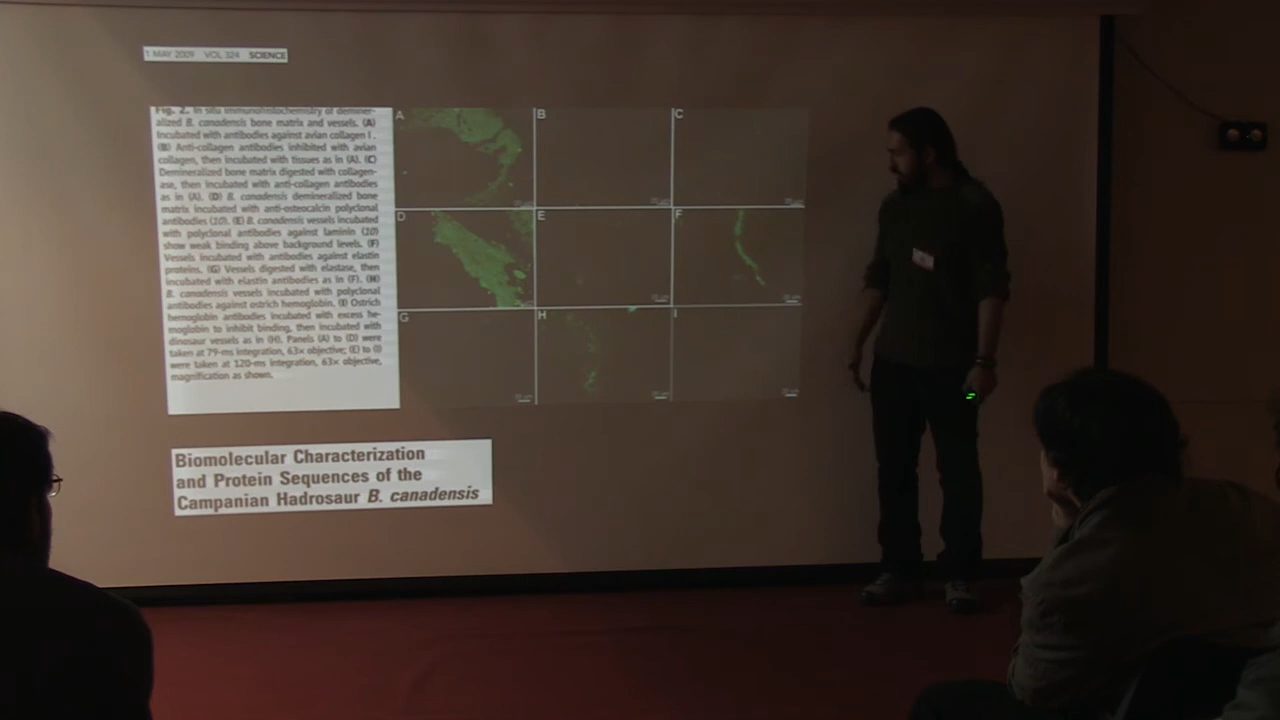 1 MAY 2009 VOL 324 SCIENCE
Fig. 2. In situ immunohistochemistry of deminer-
alized B. canadensis bone matrix and vessels. (A)
Incubated with antibodies against avian collagen I.
(B) Anti-collagen antibodies inhibited with avian
collagen, then incubated with tissues as in (A). (C)
Demineralized bone matrix digested with collagen-
ase, then incubated with anti-collagen antibodies
as in (A). (D) B. canadensis demineralized bone
matrix incubated with anti-osteocalcin polyclonal
antibodies (10). (E) B. canadensis vessels incubated
with polyclonal antibodies against laminin (10)
show weak binding above background levels. (F)
Vessels incubated with antibodies against elastin
proteins. (G) Vessels digested with elastase, then
incubated with elastin antibodies as in (F). (H)
B. canadensis vessels incubated with polyclonal
antibodies against ostrich hemoglobin. (I) Ostrich
hemoglobin antibodies incubated with excess he-
moglobin to inhibit binding, then incubated with
dinosaur vessels as in (H). Panels (A) to (D) were
taken at 79-ms integration, 63× objective; (E) to (I)
were taken at 120-ms integration, 63× objective,
magnification as shown.
A B C
D E F
G H I
Biomolecular Characterization
and Protein Sequences of the
Campanian Hadrosaur B. canadensis